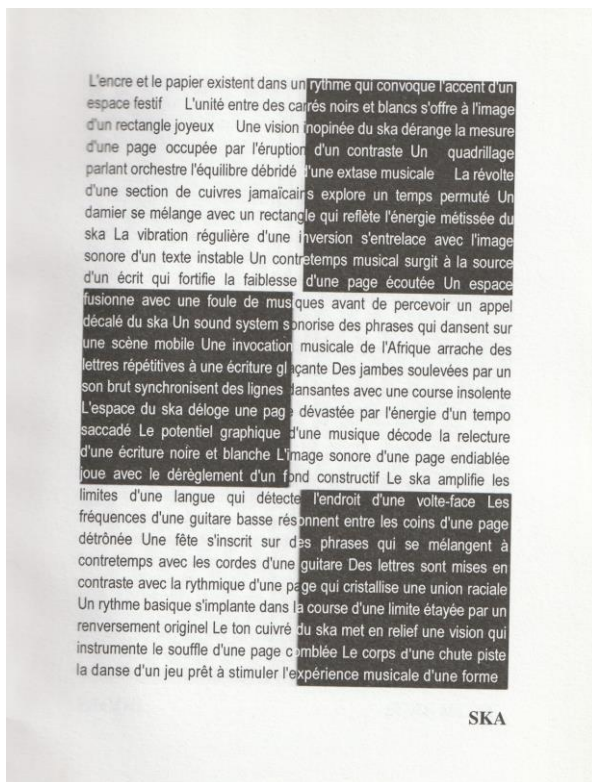 L'encre et le papier existent dans un rythme qui convoque l'accent d'un
espace festif L'unité entre des carrés noirs et blancs s'offre à l'image
d'un rectangle joyeux Une vision inopinée du ska dérange la mesure
d'une page occupée par l'éruption d'un contraste Un quadrillage
parlant orchestre l'équilibre débridé d'une extase musicale La révolte
d'une section de cuivres jamaïcains explore un temps permuté Un
damier se mélange avec un rectangle qui reflète l'énergie métissée du
ska La vibration régulière d'une inversion s'entrelace avec l'image
sonore d'un texte instable Un contretemps musical surgit à la source
d'un écrit qui fortifie la faiblesse d'une page écoutée Un espace
fusionne avec une foule de musiques avant de percevoir un appel
décalé du ska Un sound system sonorise des phrases qui dansent sur
une scène mobile Une invocation musicale de l'Afrique arrache des
lettres répétitives à une écriture glaçante Des jambes soulevées par un
son brut synchronisent des lignes dansantes avec une course insolente
L'espace du ska déloge une page dévastée par l'énergie d'un tempo
saccadé Le potentiel graphique d'une musique décode la relecture
d'une écriture noire et blanche L'image sonore d'une page endiablée
joue avec le dérèglement d'un fond constructif Le ska amplifie les
limites d'une langue qui détecte l'endroit d'une volte-face Les
fréquences d'une guitare basse résonnent entre les coins d'une page
détrônée Une fête s'inscrit sur des phrases qui se mélangent à
contretemps avec les cordes d'une guitare Des lettres sont mises en
contraste avec la rythmique d'une page qui cristallise une union raciale
Un rythme basique s'implante dans la course d'une limite étayée par un
renversement originel Le ton cuivré du ska met en relief une vision qui
instrumente le souffle d'une page comblée Le corps d'une chute piste
la danse d'un jeu prêt à stimuler l'expérience musicale d'une forme
SKA